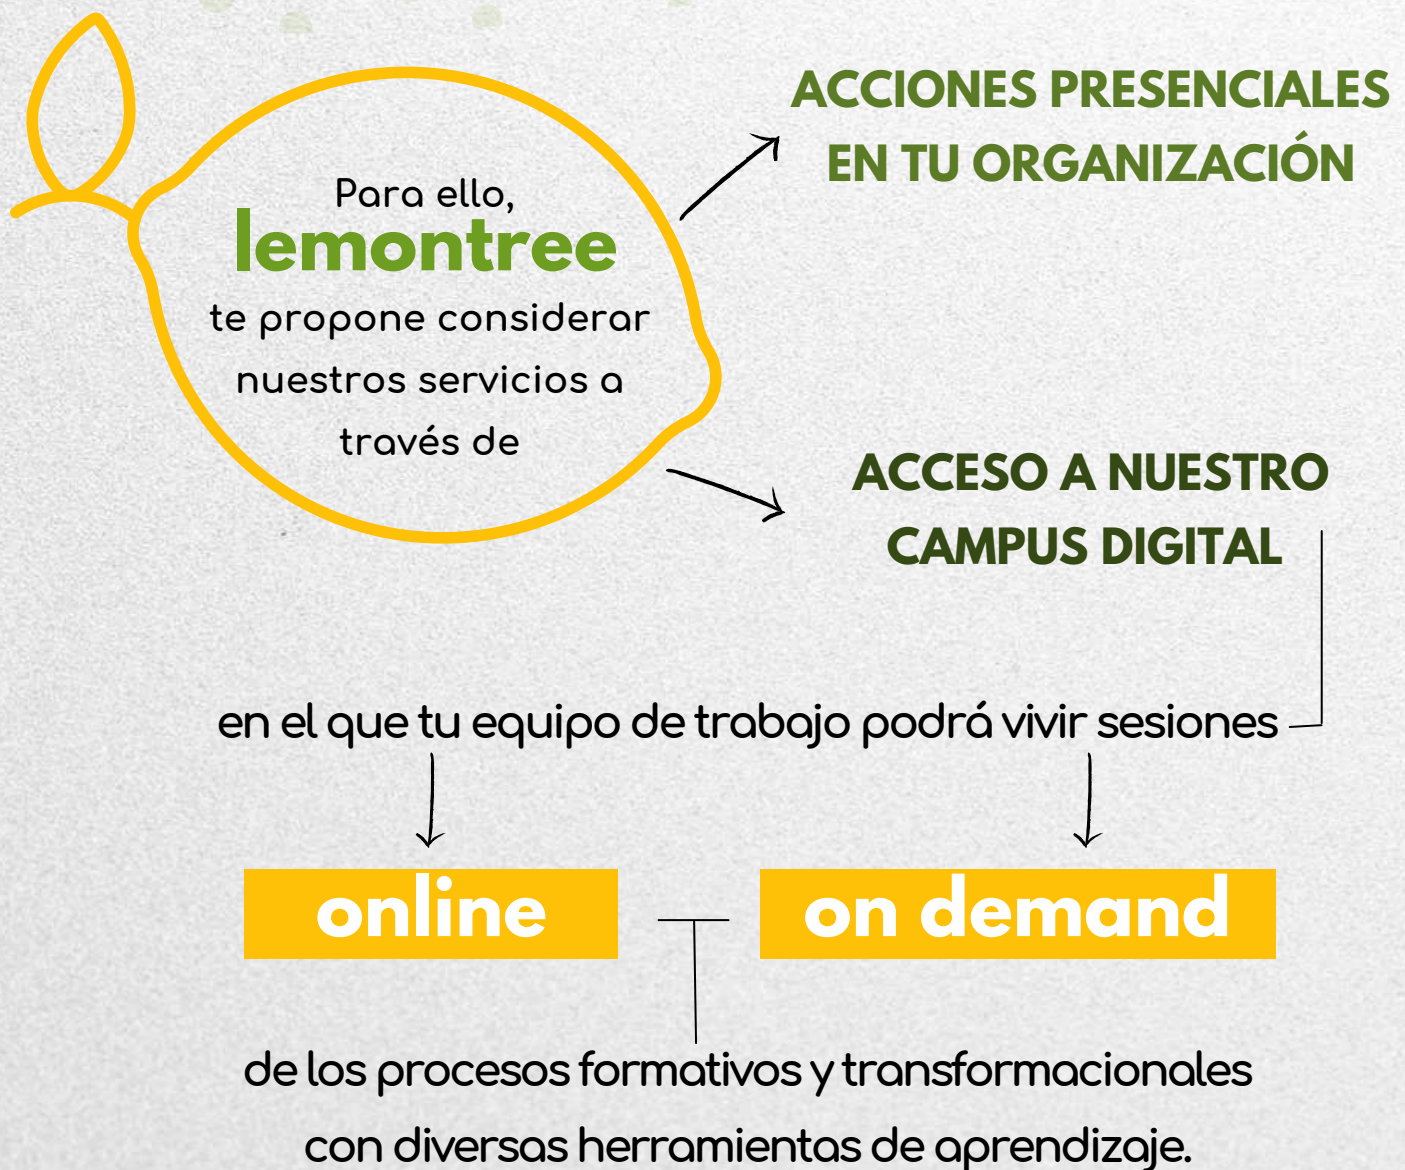 Para ello,
lemontree
te propone considerar
nuestros servicios a
través de
ACCIONES PRESENCIALES
EN TU ORGANIZACIÓN
ACCESO A NUESTRO
CAMPUS DIGITAL
en el que tu equipo de trabajo podrá vivir sesiones
online
on demand
de los procesos formativos y transformacionales
con diversas herramientas de aprendizaje.